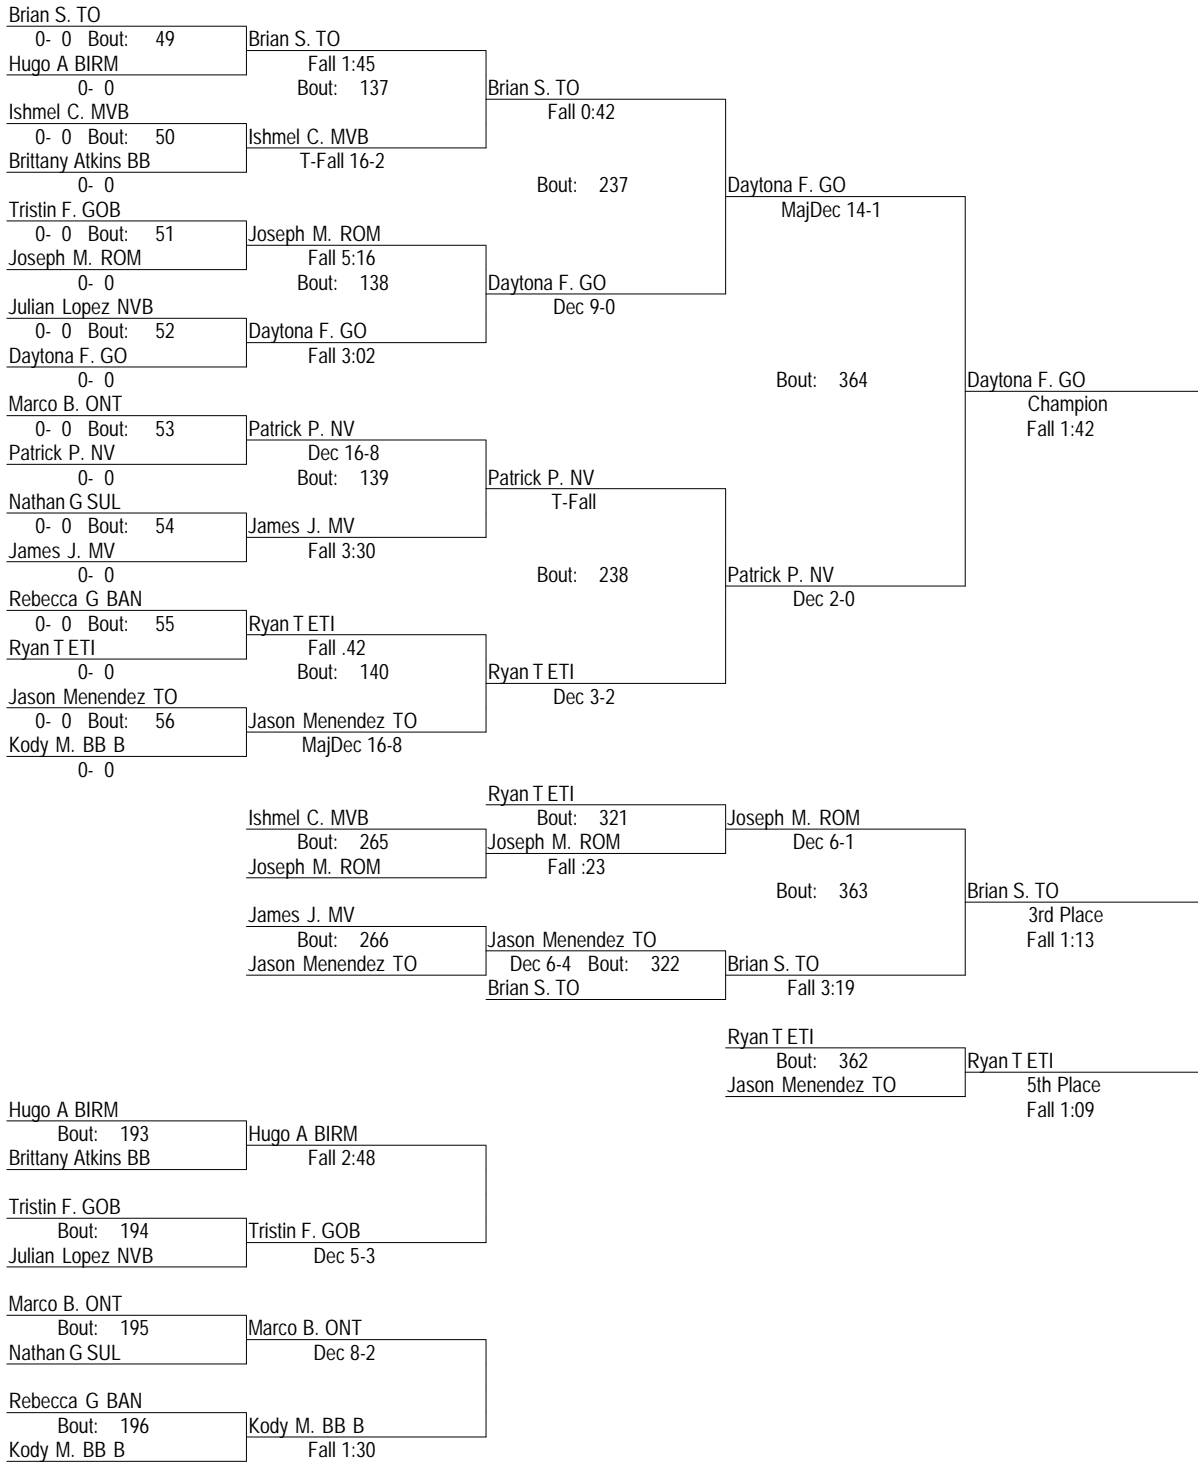 Brian S. TO
0- 0 Bout: 49 Brian S. TO
Hugo A BIRM Fall 1:45
0- 0 Bout: 137 Brian S. TO
Ishmel C. MVB Fall 0:42
0- 0 Bout: 50 Ishmel C. MVB
Brittany Atkins BB T-Fall 16-2
0- 0 Bout: 237 Daytona F. GO
Tristin F. GOB MajDec 14-1
0- 0 Bout: 51 Joseph M. ROM
Joseph M. ROM Fall 5:16
0- 0 Bout: 138 Daytona F. GO
Julian Lopez NVB Dec 9-0
0- 0 Bout: 52 Daytona F. GO
Daytona F. GO Fall 3:02
0- 0 Bout: 364 Daytona F. GO
Marco B. ONT Champion
0- 0 Bout: 53 Patrick P. NV Fall 1:42
Patrick P. NV Dec 16-8
0- 0 Bout: 139 Patrick P. NV
Nathan G SUL T-Fall
0- 0 Bout: 54 James J. MV
James J. MV Fall 3:30
0- 0 Bout: 238 Patrick P. NV
Rebecca G BAN Dec 2-0
0- 0 Bout: 55 Ryan T ETI
Ryan T ETI Fall .42
0- 0 Bout: 140 Ryan T ETI
Jason Menendez TO Dec 3-2
0- 0 Bout: 56 Jason Menendez TO
Kody M. BB B MajDec 16-8
0- 0
Ryan T ETI
Ishmel C. MVB Bout: 321 Joseph M. ROM
Bout: 265 Joseph M. ROM Dec 6-1
Joseph M. ROM Fall :23
Bout: 363 Brian S. TO
James J. MV 3rd Place
Bout: 266 Jason Menendez TO Fall 1:13
Jason Menendez TO Dec 6-4 Bout: 322 Brian S. TO
Brian S. TO Fall 3:19
Ryan T ETI
Bout: 362 Ryan T ETI
Jason Menendez TO 5th Place
Hugo A BIRM Fall 1:09
Bout: 193 Hugo A BIRM
Brittany Atkins BB Fall 2:48
Tristin F. GOB
Bout: 194 Tristin F. GOB
Julian Lopez NVB Dec 5-3
Marco B. ONT
Bout: 195 Marco B. ONT
Nathan G SUL Dec 8-2
Rebecca G BAN
Bout: 196 Kody M. BB B
Kody M. BB B Fall 1:30